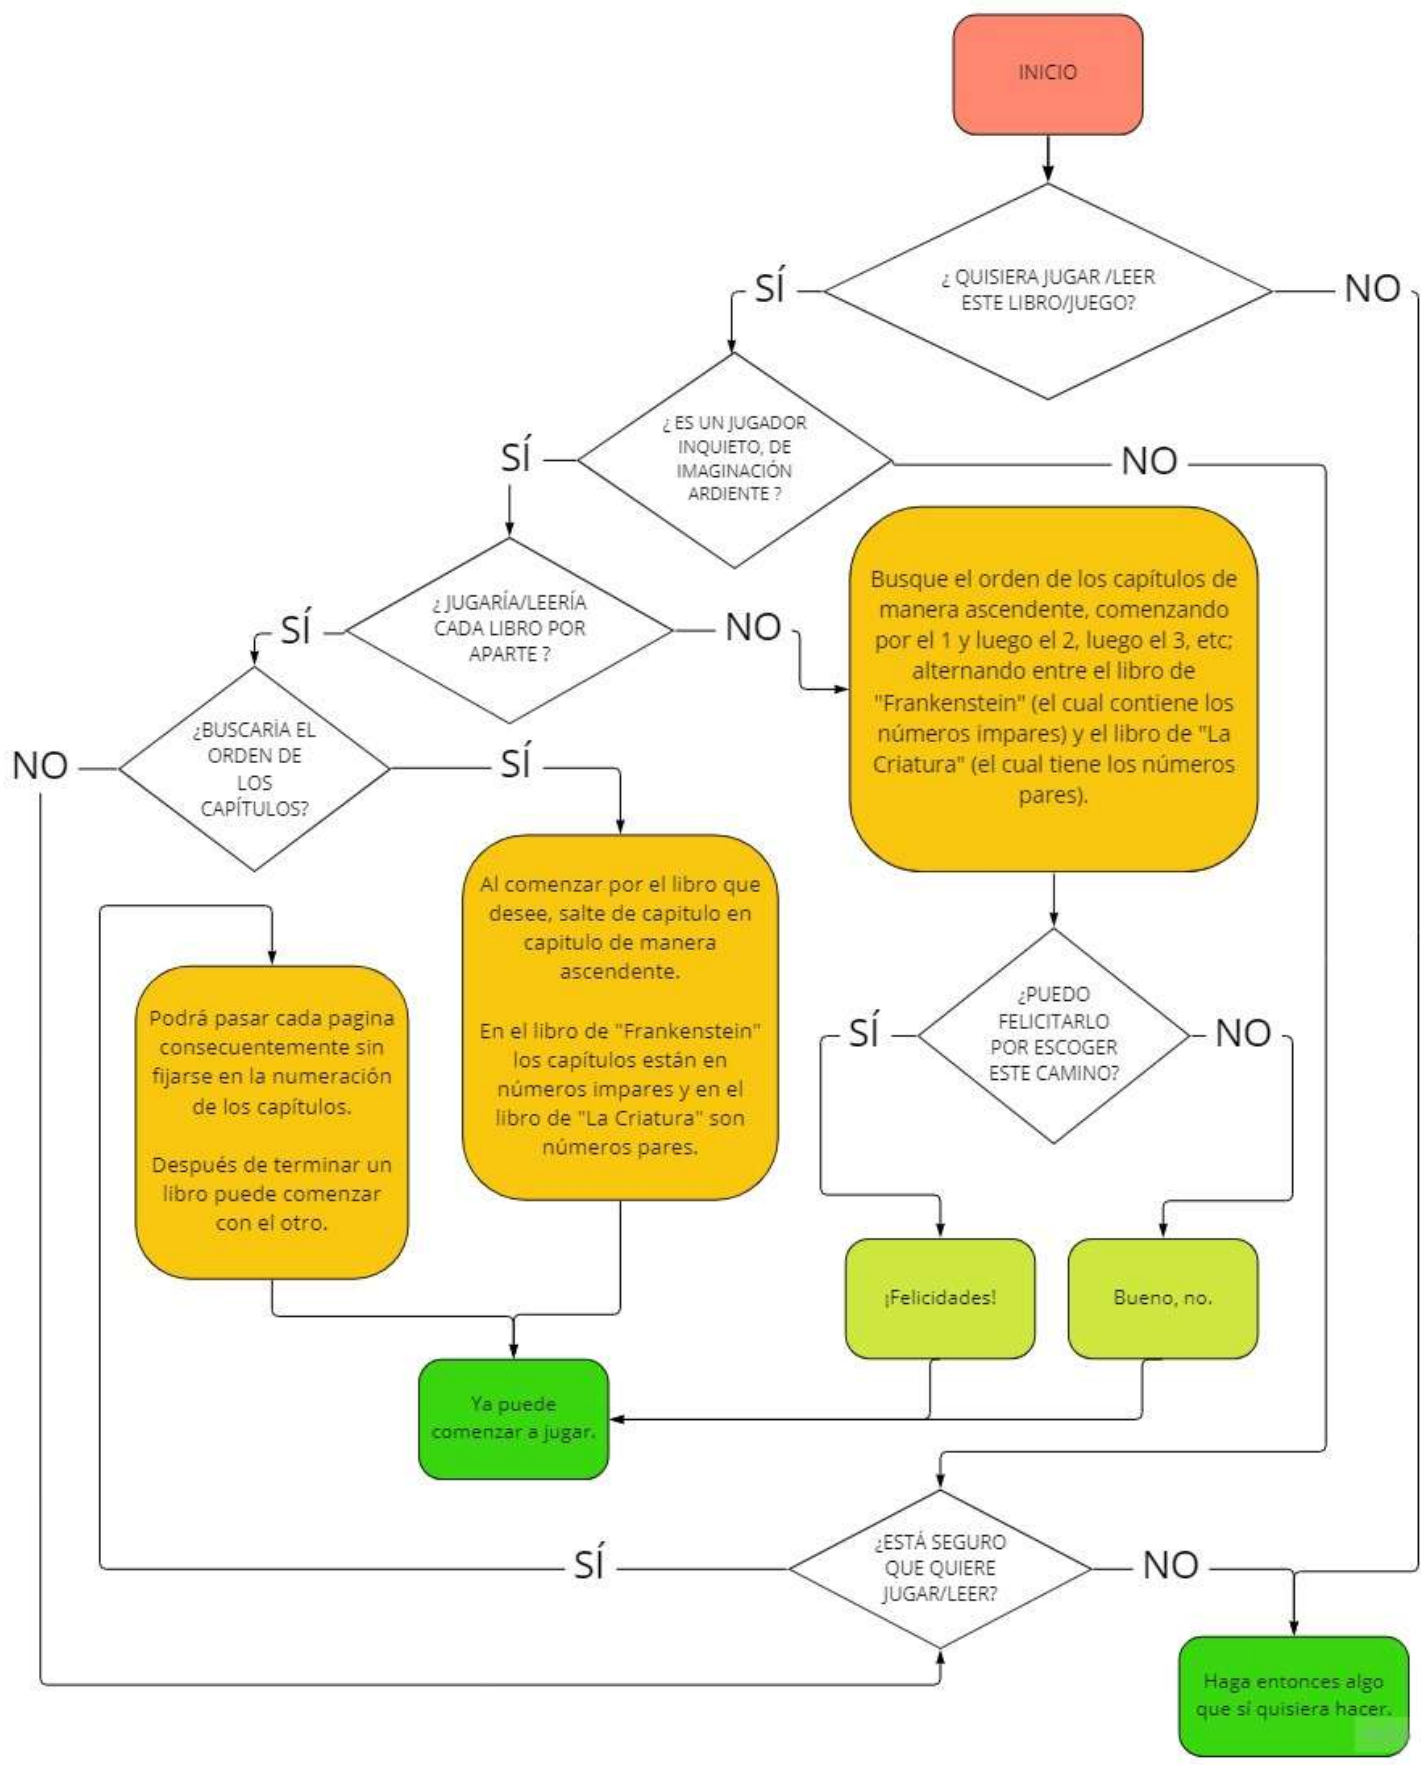 INICIO
¿ QUISIERA JUGAR /LEER
ESTE LIBRO/JUEGO?
SÍ
NO
¿ ES UN JUGADOR
INQUIETO, DE
IMAGINACIÓN
ARDIENTE ?
SÍ
NO
¿ JUGARÍA/LEERÍA
CADA LIBRO POR
APARTE ?
SÍ
NO
Busque el orden de los capítulos de
manera ascendente, comenzando
por el 1 y luego el 2, luego el 3, etc;
alternando entre el libro de
"Frankenstein" (el cual contiene los
números impares) y el libro de "La
Criatura" (el cual tiene los números
pares).
¿BUSCARÍA EL
ORDEN DE
LOS
CAPÍTULOS?
NO
SÍ
Al comenzar por el libro que
desee, salte de capitulo en
capitulo de manera
ascendente.
En el libro de "Frankenstein"
los capítulos están en
números impares y en el
libro de "La Criatura" son
números pares.
Podrá pasar cada pagina
consecuentemente sin
fijarse en la numeración
de los capítulos.
Después de terminar un
libro puede comenzar
con el otro.
¿PUEDO
FELICITARLO
POR ESCOGER
ESTE CAMINO?
SÍ
NO
¡Felicidades!
Bueno, no.
Ya puede
comenzar a jugar.
¿ESTÁ SEGURO
QUE QUIERE
JUGAR/LEER?
SÍ
NO
Haga entonces algo
que sí quisiera hacer.